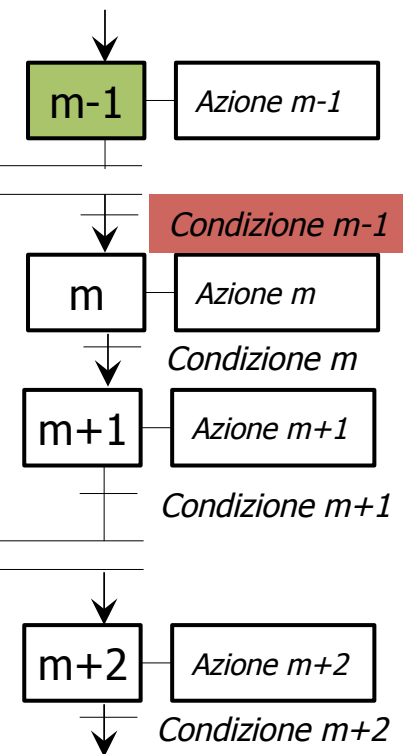 m-1
Azione m-1
Condizione m-1
m
Azione m
Condizione m
m+1
Azione m+1
Condizione m+1
m+2
Azione m+2
Condizione m+2